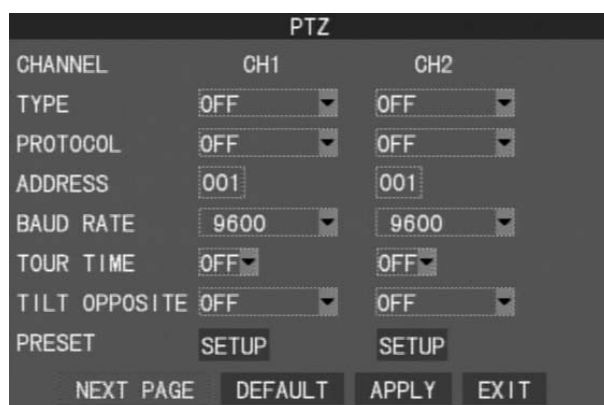 PTZ
CHANNEL CH1 CH2
TYPE OFF OFF
PROTOCOL OFF OFF
ADDRESS 001 001
BAUD RATE 9600 9600
TOUR TIME OFF OFF
TILT OPPOSITE OFF OFF
PRESET SETUP SETUP
NEXT PAGE DEFAULT APPLY EXIT